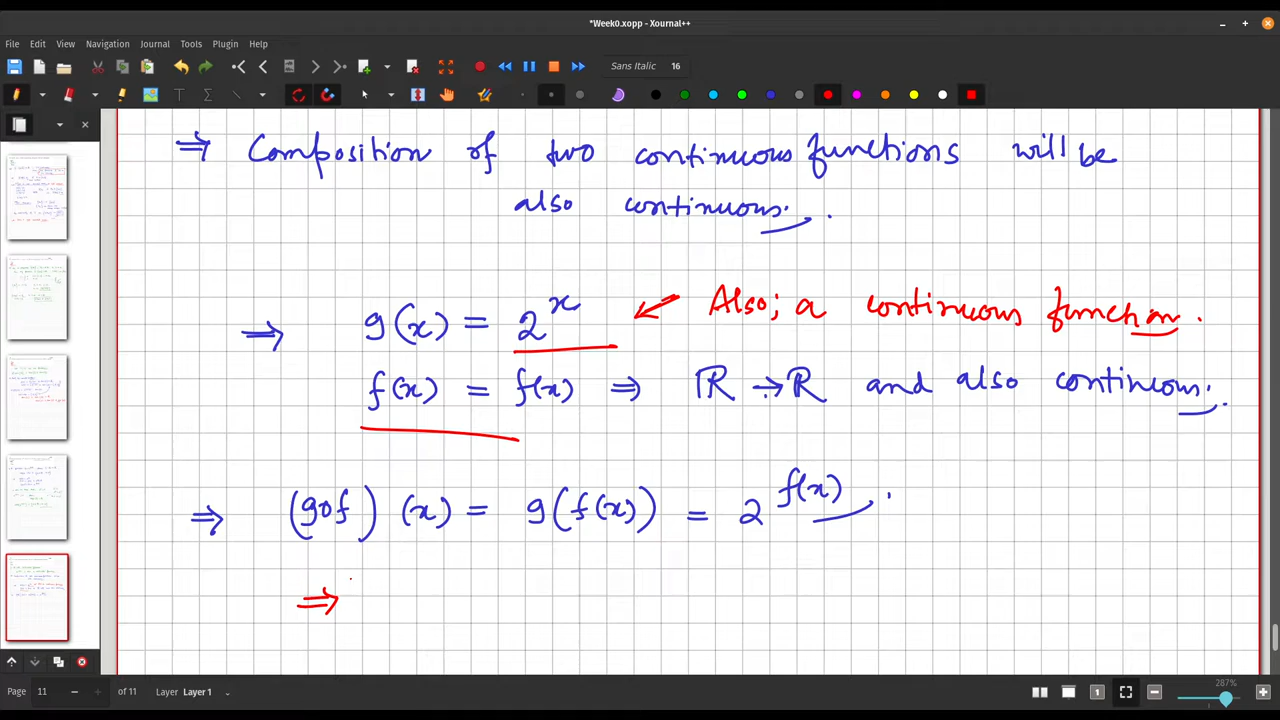 *Week0.xopp - Xournal++
File Edit View Navigation Journal Tools Plugin Help
Sans Italic 16
⇒ Composition of two continuous functions will be
also continuous.
⇒ g(x) = 2^x ← Also; a continuous function.
f(x) = f(x) ⇒ ℝ → ℝ and also continuous.
⇒ (gof) (x) = g(f(x)) = 2^f(x).
⇒
Page 11 of 11 Layer Layer 1 287%